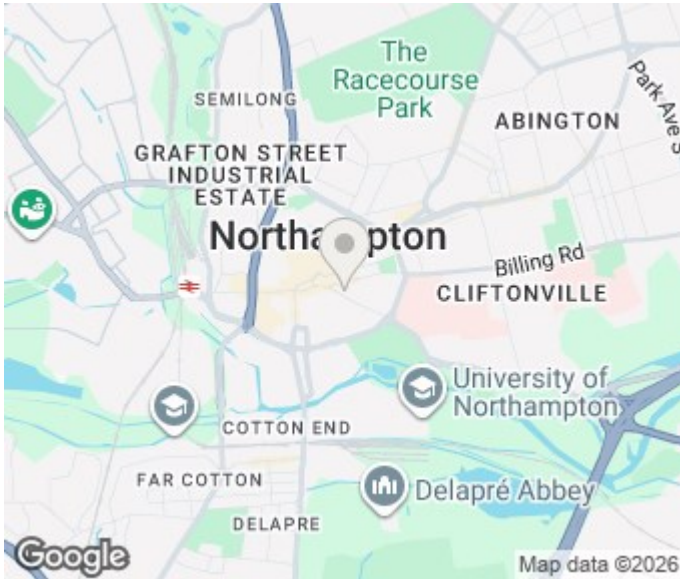 The
Racecourse
Park
SEMILONG
ABINGTON
Park Ave S
GRAFTON STREET
INDUSTRIAL
ESTATE
Northampton
Billing Rd
CLIFTONVILLE
University of
Northampton
COTTON END
FAR COTTON
Delapré Abbey
DELAPRE
Google
Map data ©2026